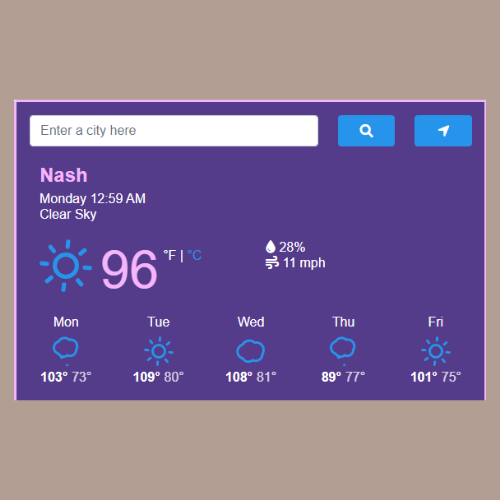 Enter a city here
Nash
Monday 12:59 AM
Clear Sky
96 °F | °C
28%
11 mph
Mon Tue Wed Thu Fri
103° 73° 109° 80° 108° 81° 89° 77° 101° 75°